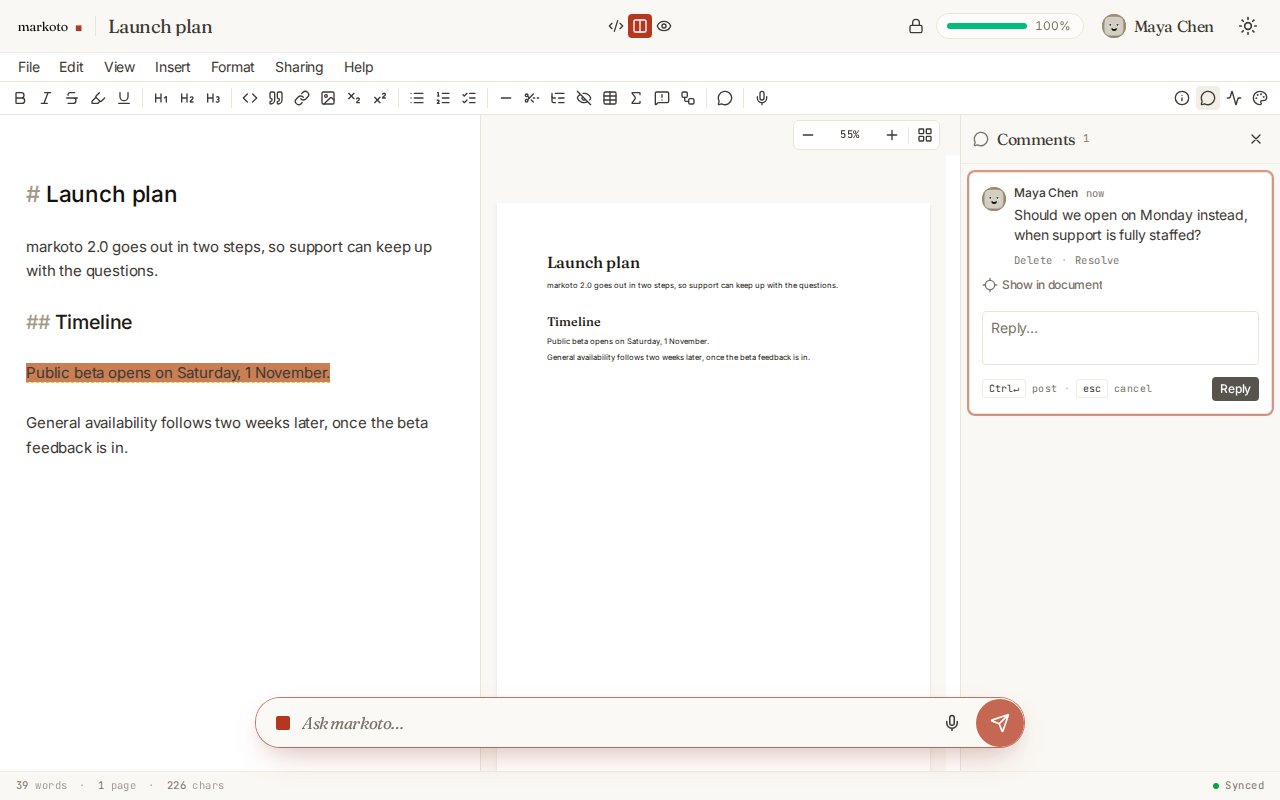 markoto
Launch plan
100%
Maya Chen
File Edit View Insert Format Sharing Help
H1 H2 H3
55%
# Launch plan
markoto 2.0 goes out in two steps, so support can keep up
with the questions.
## Timeline
Public beta opens on Saturday, 1 November.
General availability follows two weeks later, once the beta
feedback is in.
Launch plan
markoto 2.0 goes out in two steps, so support can keep up with the questions.
Timeline
Public beta opens on Saturday, 1 November.
General availability follows two weeks later, once the beta feedback is in.
Comments 1
Maya Chen now
Should we open on Monday instead,
when support is fully staffed?
Delete · Resolve
Show in document
Reply...
Ctrl↵ post · esc cancel
Reply
Ask markoto...
39 words · 1 page · 226 chars
Synced